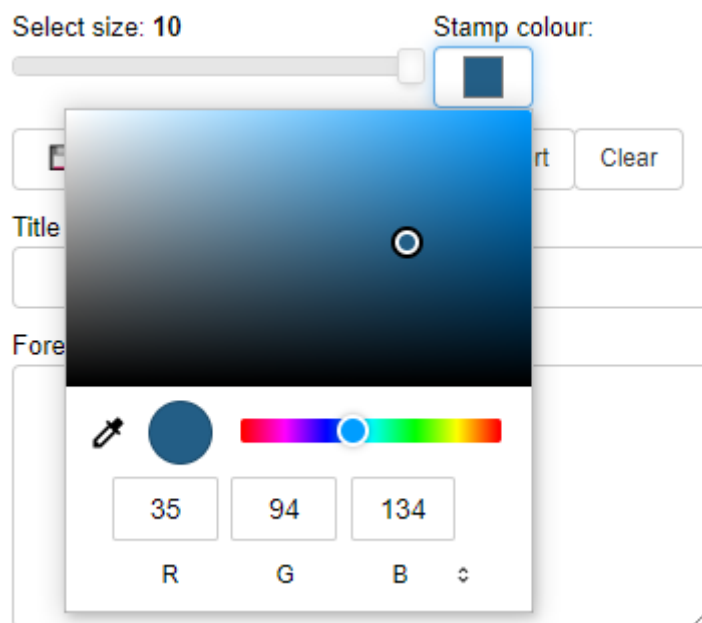 Select size: 10
Stamp colour:
rt
Clear
Title
Fore
35 94 134
R G B